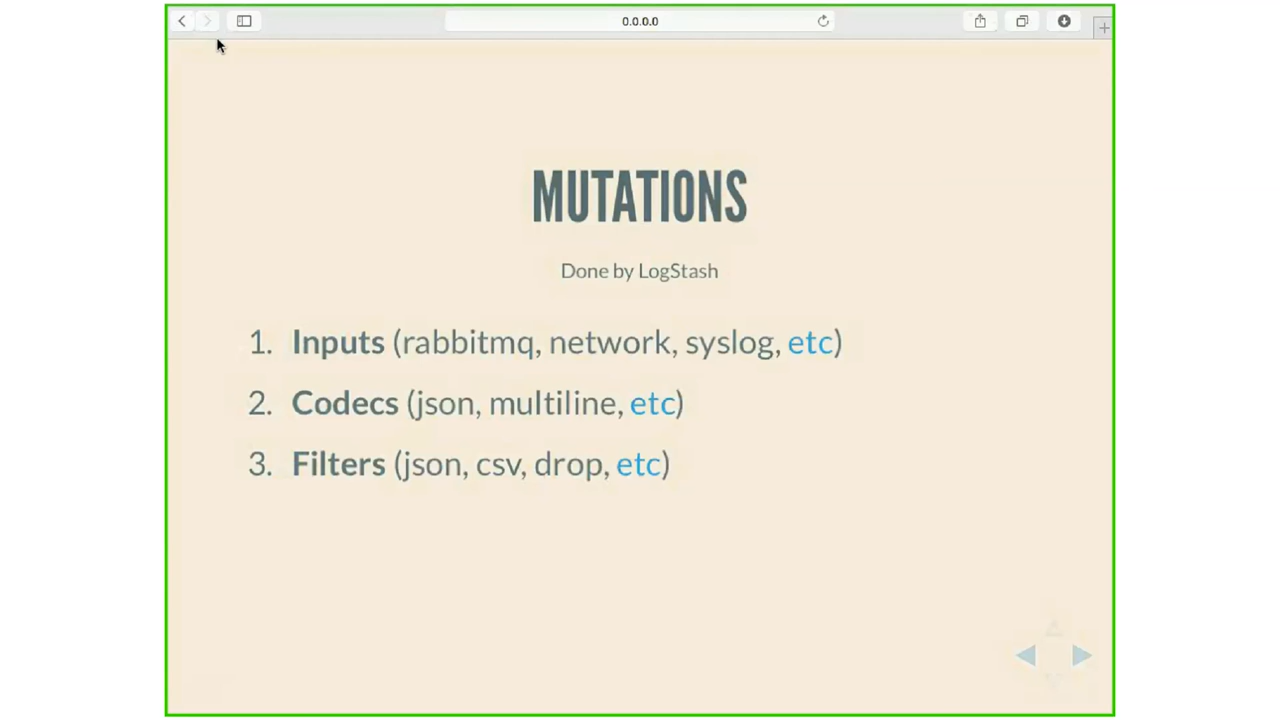 0.0.0.0
MUTATIONS
Done by LogStash
1. Inputs (rabbitmq, network, syslog, etc)
2. Codecs (json, multiline, etc)
3. Filters (json, csv, drop, etc)